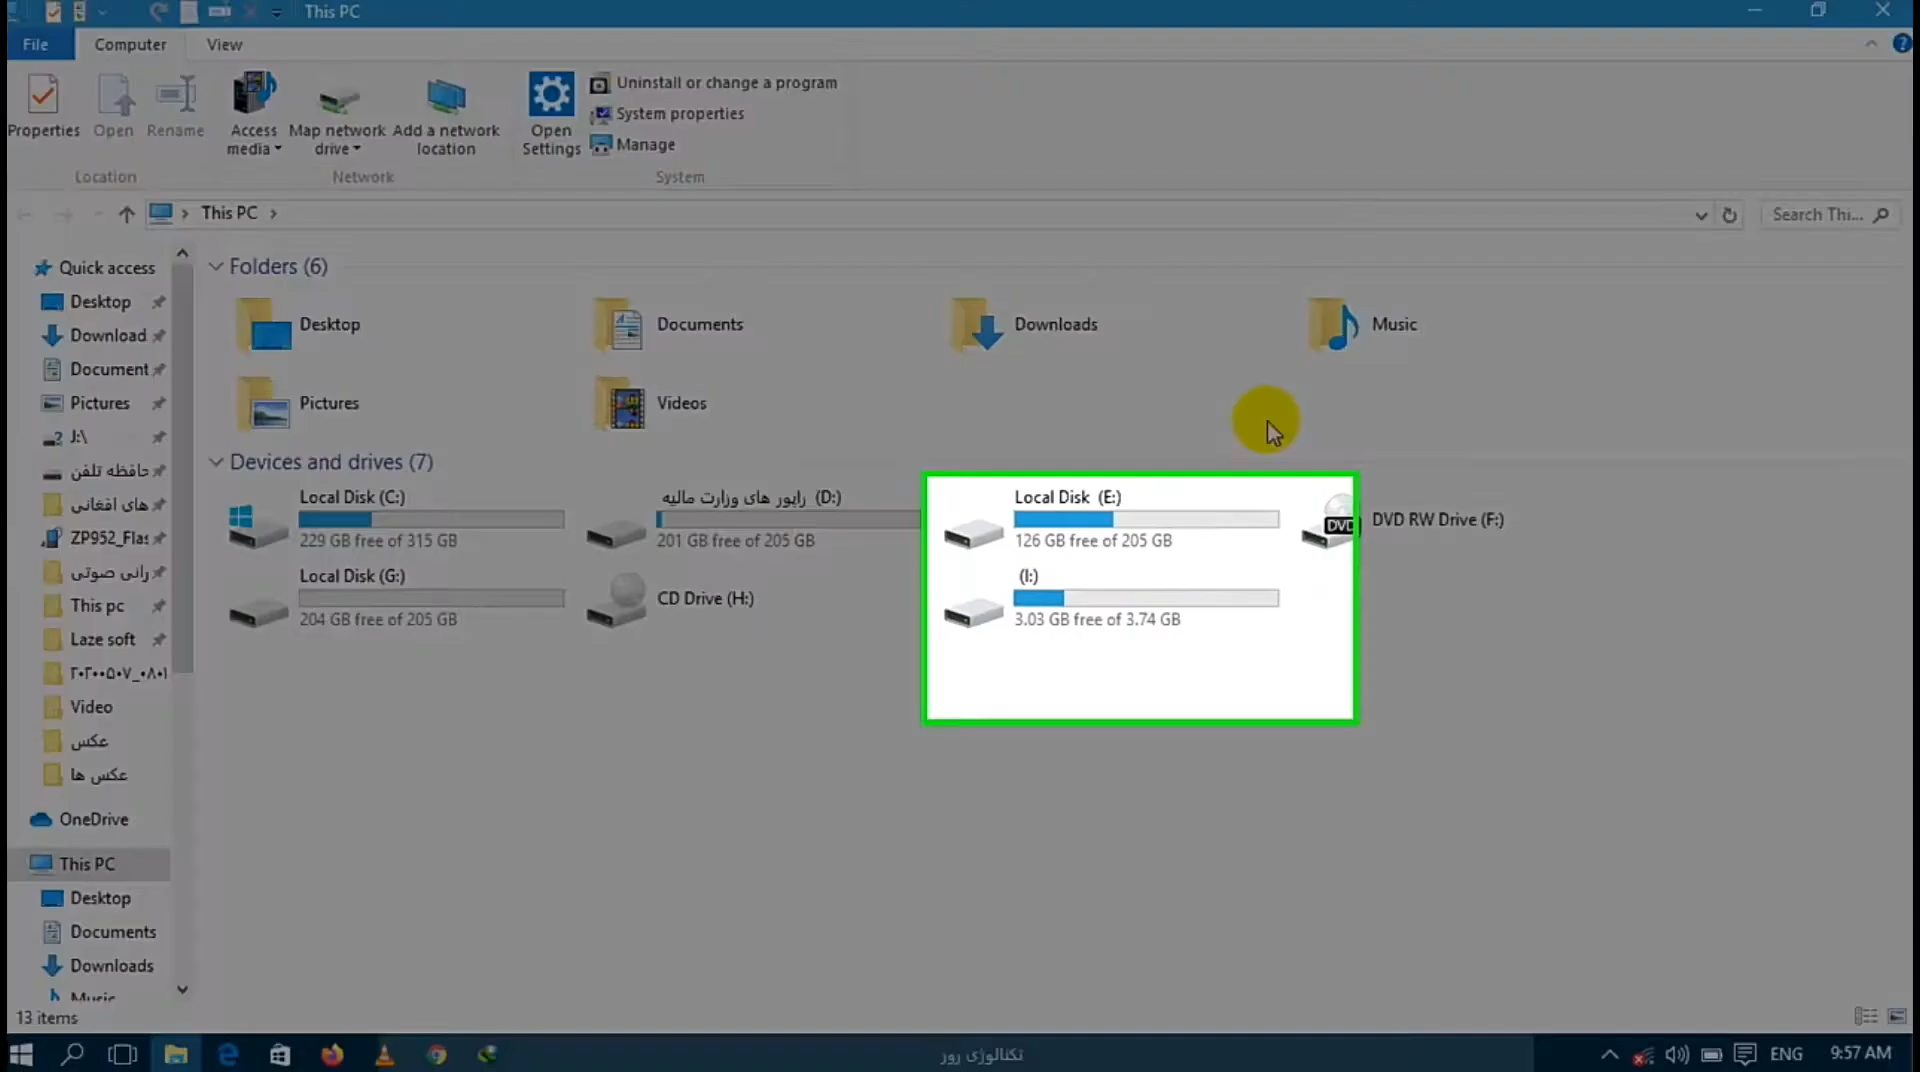 This PC
File
Computer
View
Properties
Open
Rename
Access media
Map network drive
Add a network location
Open Settings
Uninstall or change a program
System properties
Manage
Location
Network
System
This PC
Search Thi...
Quick access
Desktop
Download
Document
Pictures
J:\
حافظه تلفن
های افغانی
ZP952_Flas
رانی صوتی
This pc
Laze soft
۲۰۲۰۰۵۰۷_۰۸۰۱
Video
عکس
عکس ها
OneDrive
This PC
Desktop
Documents
Downloads
Music
Folders (6)
Desktop
Documents
Downloads
Music
Pictures
Videos
Devices and drives (7)
Local Disk (C:)
229 GB free of 315 GB
راپور های وزارت مالیه (D:)
201 GB free of 205 GB
Local Disk (E:)
126 GB free of 205 GB
DVD
DVD RW Drive (F:)
Local Disk (G:)
204 GB free of 205 GB
CD Drive (H:)
(I:)
3.03 GB free of 3.74 GB
13 items
تکنالوژی روز
ENG
9:57 AM